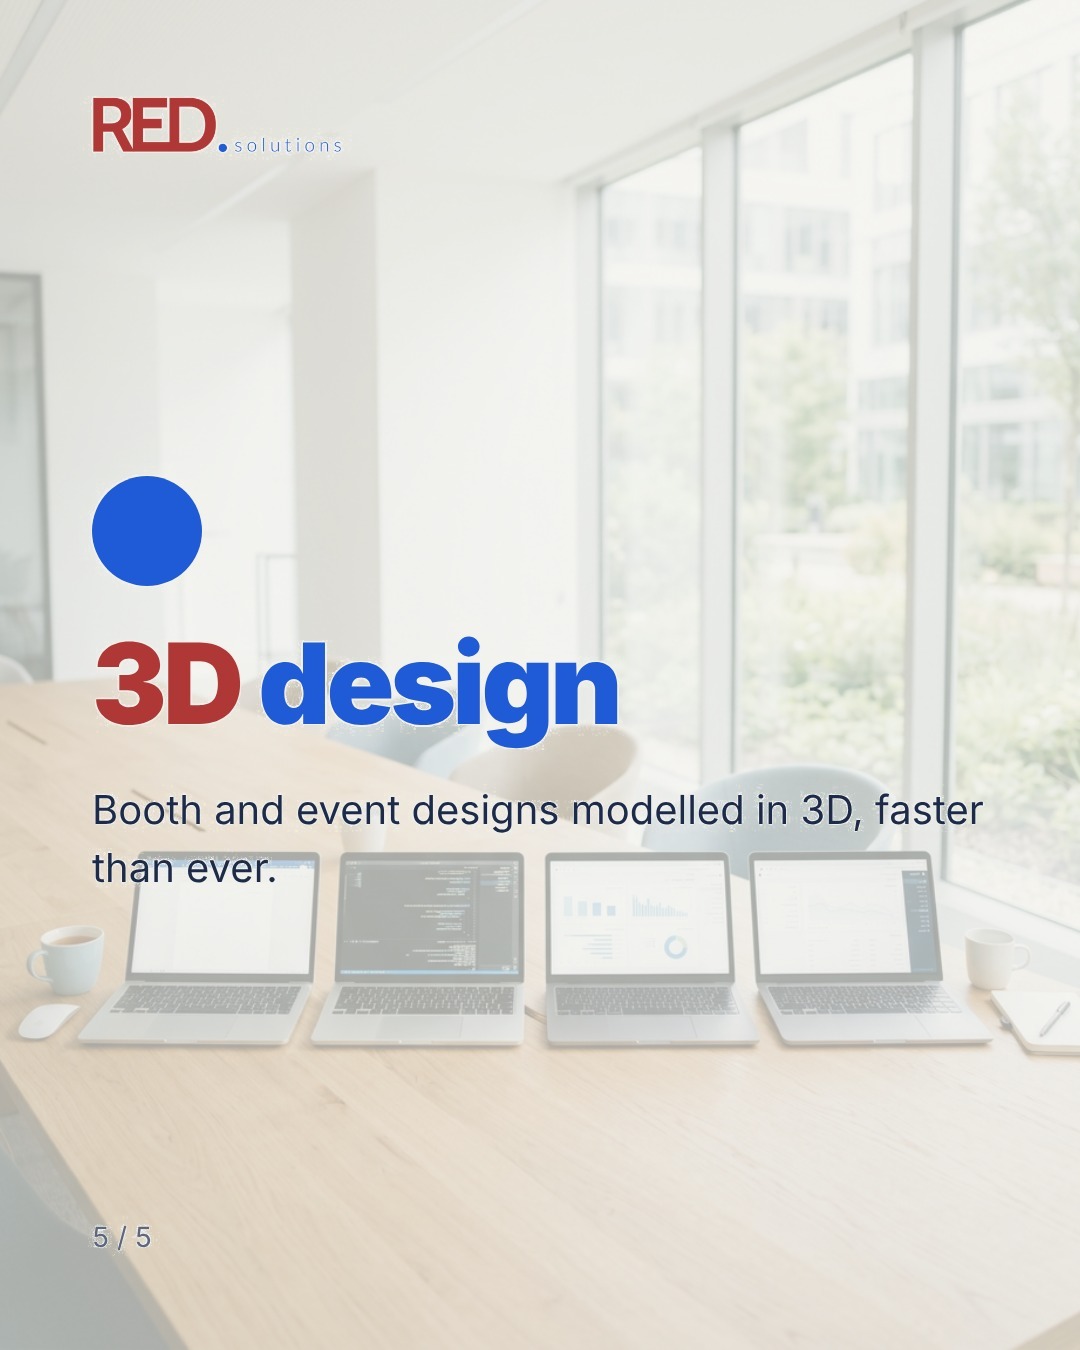 RED.solutions
3D design
Booth and event designs modelled in 3D, faster
than ever.
5 / 5